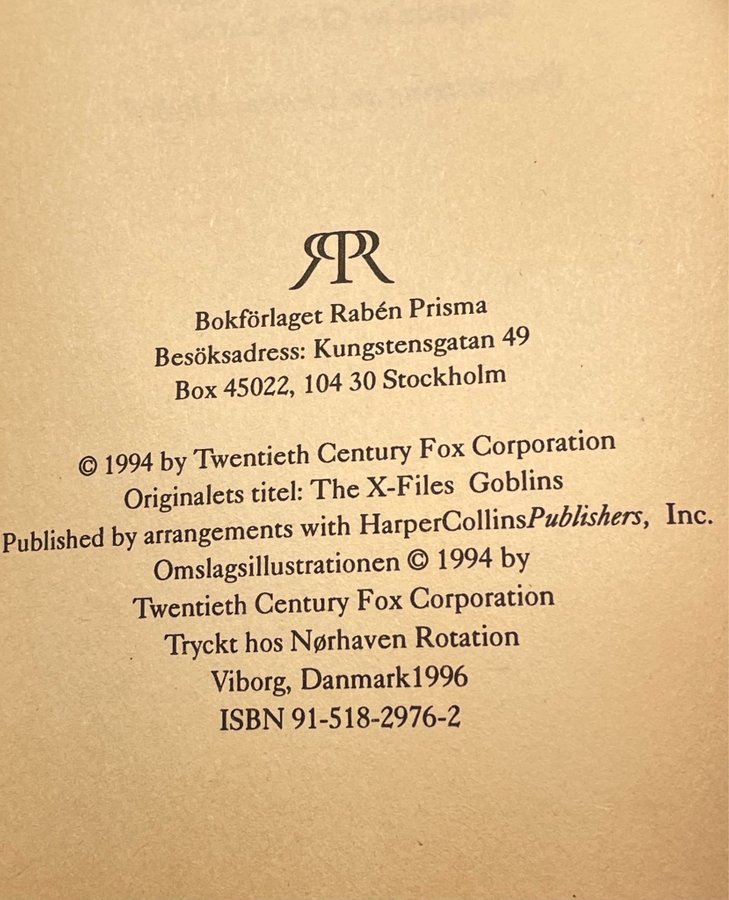 RPR
Bokförlaget Rabén Prisma
Besöksadress: Kungstensgatan 49
Box 45022, 104 30 Stockholm
© 1994 by Twentieth Century Fox Corporation
Originalets titel: The X-Files Goblins
Published by arrangements with HarperCollinsPublishers, Inc.
Omslagsillustrationen © 1994 by
Twentieth Century Fox Corporation
Tryckt hos Nørhaven Rotation
Viborg, Danmark1996
ISBN 91-518-2976-2